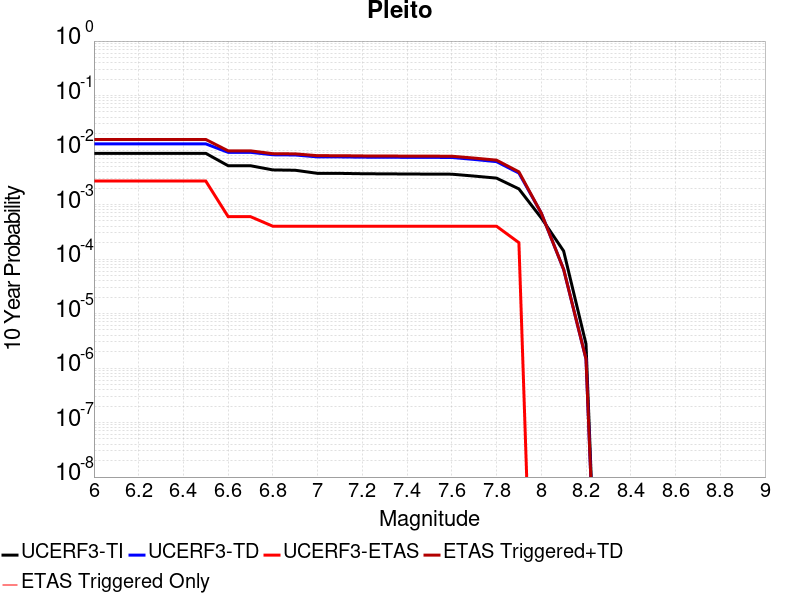 Pleito
10^0
10^-1
10^-2
10^-3
10^-4
10^-5
10^-6
10^-7
10^-8
10 Year Probability
6 6.2 6.4 6.6 6.8 7 7.2 7.4 7.6 7.8 8 8.2 8.4 8.6 8.8 9
Magnitude
UCERF3-TI UCERF3-TD UCERF3-ETAS ETAS Triggered+TD
ETAS Triggered Only